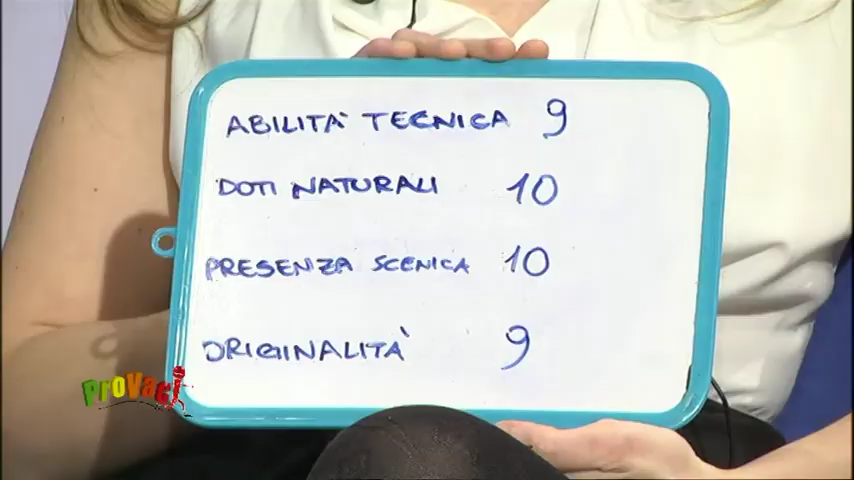 ABILITÀ TECNICA 9
DOTI NATURALI 10
PRESENZA SCENICA 10
ORIGINALITÀ 9
ProVaci